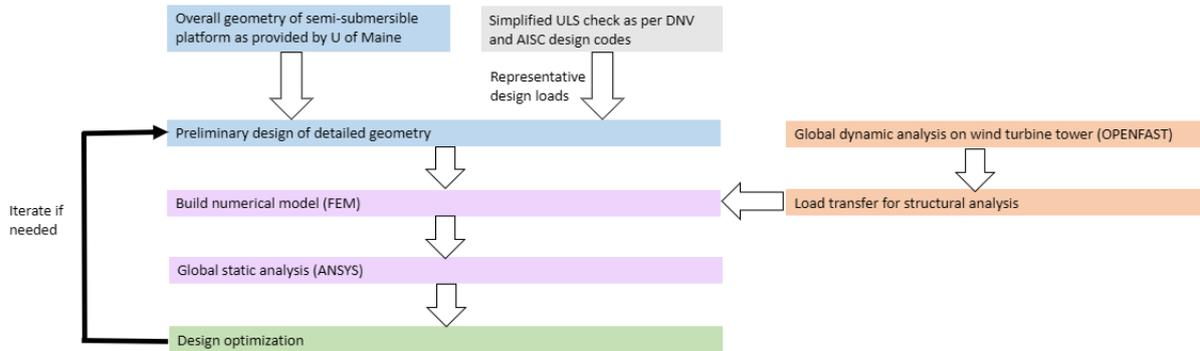 Overall geometry of semi-submersible
platform as provided by U of Maine
Simplified ULS check as per DNV
and AISC design codes
Representative
design loads
Preliminary design of detailed geometry
Global dynamic analysis on wind turbine tower (OPENFAST)
Build numerical model (FEM)
Load transfer for structural analysis
Iterate if
needed
Global static analysis (ANSYS)
Design optimization